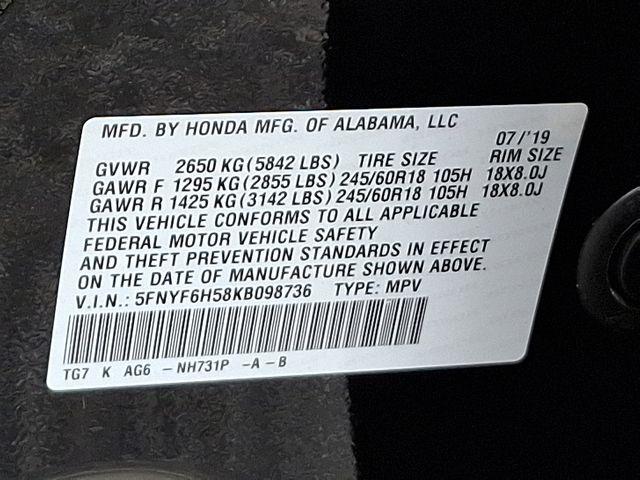 MFD. BY HONDA MFG. OF ALABAMA, LLC
07/'19
GVWR 2650 KG (5842 LBS) TIRE SIZE RIM SIZE
GAWR F 1295 KG (2855 LBS) 245/60R18 105H 18X8.0J
GAWR R 1425 KG (3142 LBS) 245/60R18 105H 18X8.0J
THIS VEHICLE CONFORMS TO ALL APPLICABLE
FEDERAL MOTOR VEHICLE SAFETY
AND THEFT PREVENTION STANDARDS IN EFFECT
ON THE DATE OF MANUFACTURE SHOWN ABOVE.
V.I.N.: 5FNYF6H58KB098736 TYPE: MPV
TG7 K AG6 - NH731P - A - B